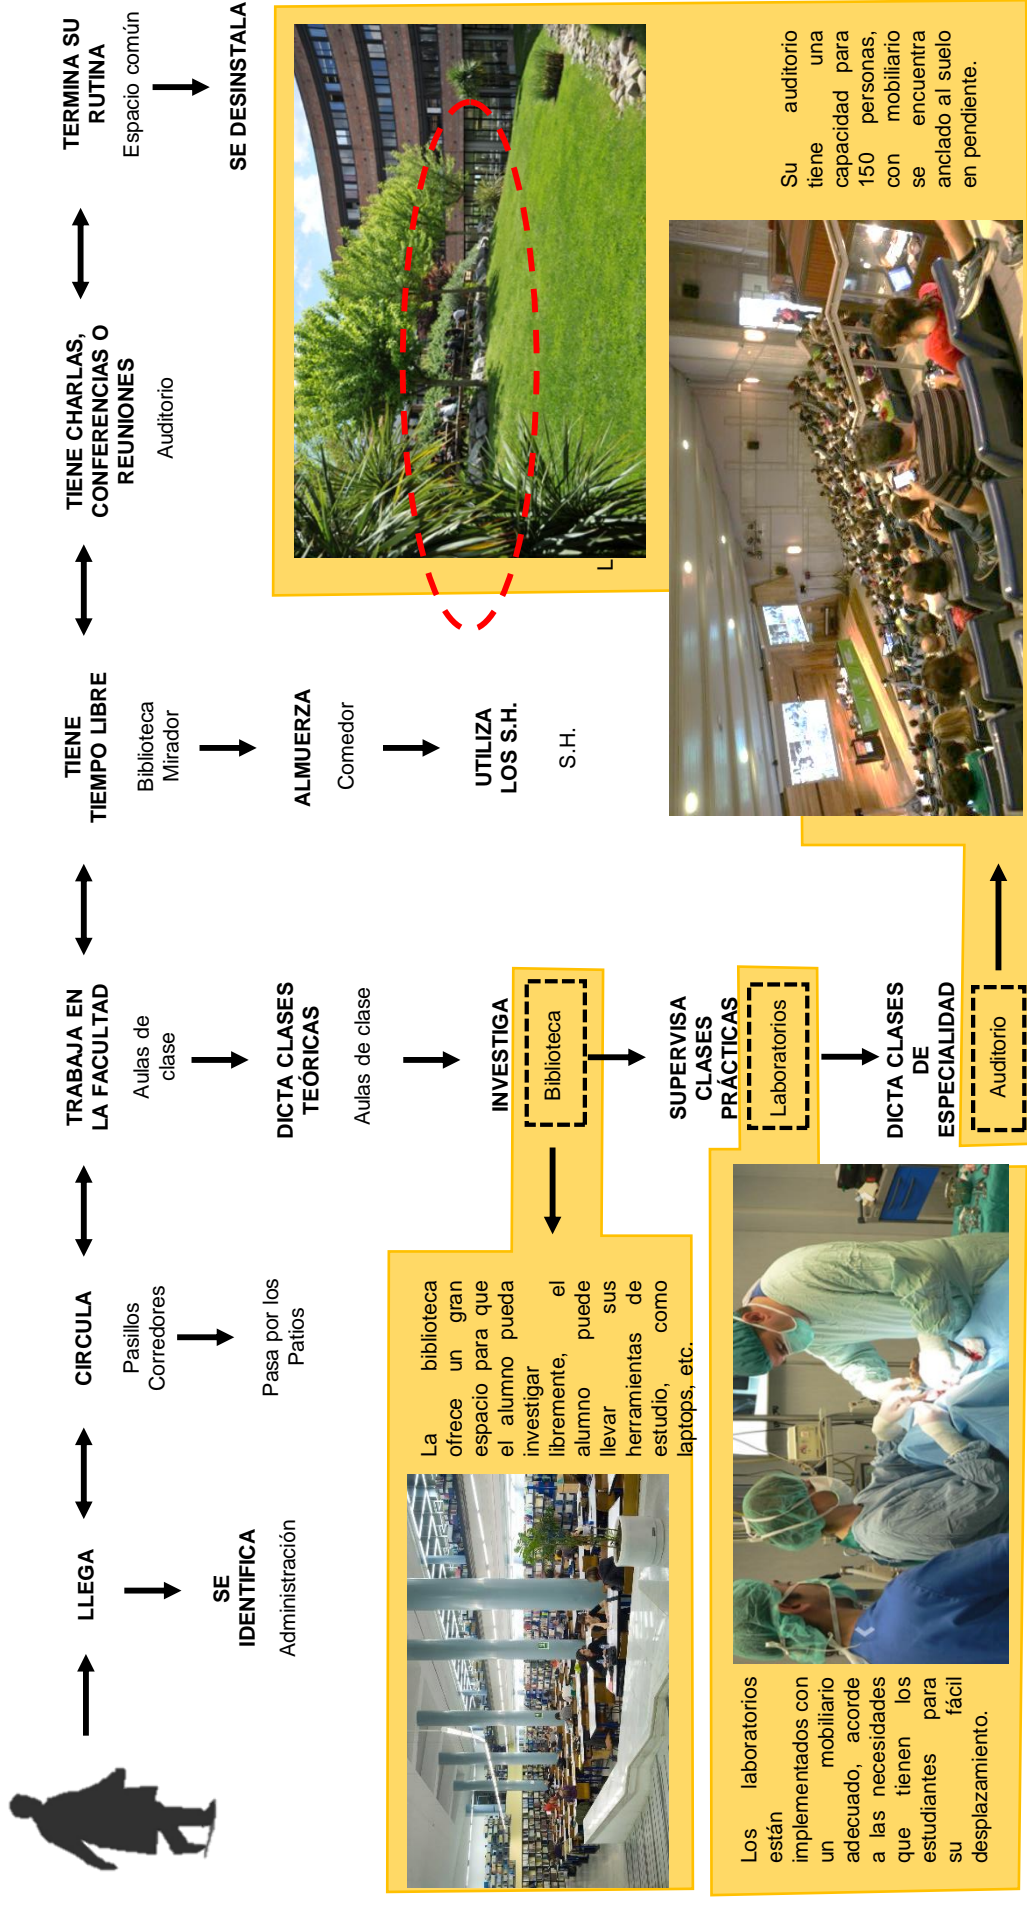 LLEGA
SE
IDENTIFICA
Administración
CIRCULA
Pasillos
Corredores
Pasa por los
Patios
TRABAJA EN
LA FACULTAD
Aulas de
clase
DICTA CLASES
TEÓRICAS
Aulas de clase
INVESTIGA
Biblioteca
SUPERVISA
CLASES
PRÁCTICAS
Laboratorios
DICTA CLASES
DE
ESPECIALIDAD
Auditorio
TIENE
TIEMPO LIBRE
Biblioteca
Mirador
ALMUERZA
Comedor
UTILIZA
LOS S.H.
S.H.
TIENE CHARLAS,
CONFERENCIAS O
REUNIONES
Auditorio
TERMINA SU
RUTINA
Espacio común
SE DESINSTALA
La biblioteca
ofrece un gran
espacio para que
el alumno pueda
investigar
libremente, el
alumno puede
llevar sus
herramientas de
estudio, como
laptops, etc.
Los laboratorios
están
implementados con
un mobiliario
adecuado, acorde
a las necesidades
que tienen los
estudiantes para
su fácil
desplazamiento.
L
Su auditorio
tiene una
capacidad para
150 personas,
con mobiliario
se encuentra
anclado al suelo
en pendiente.